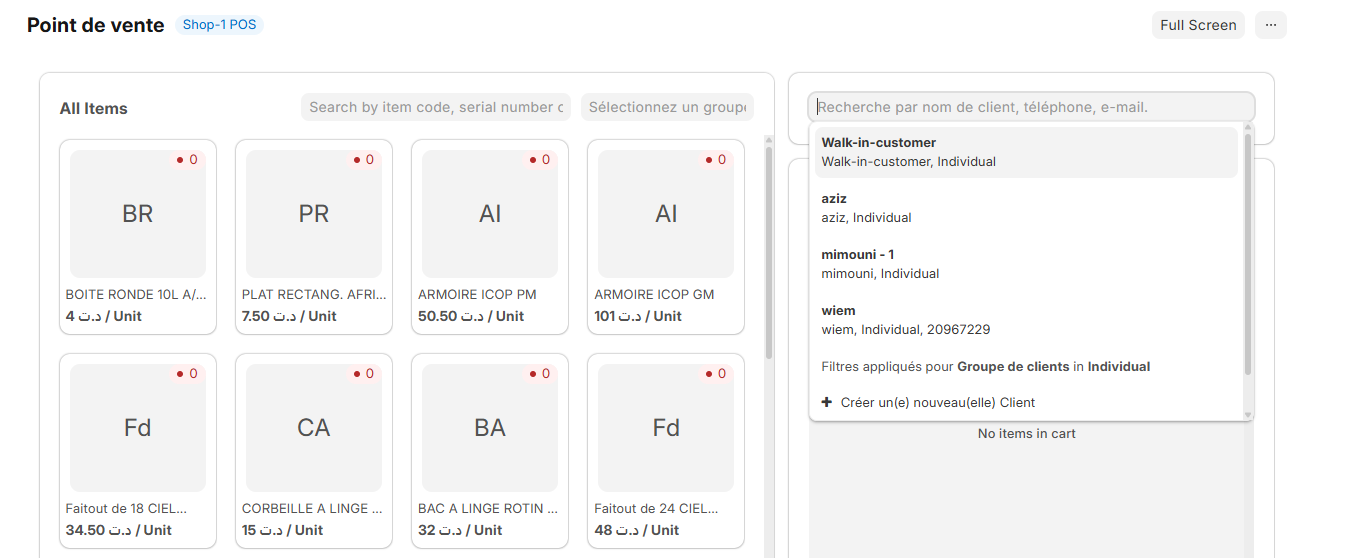 Point de vente
Shop-1 POS
Full Screen
...
All Items
Search by item code, serial number
Sélectionnez un groupe
0
BR
BOITE RONDE 10L A/...
4 د.ت / Unit
0
PR
PLAT RECTANG. AFRI...
7.50 د.ت / Unit
0
AI
ARMOIRE ICOP PM
50.50 د.ت / Unit
0
AI
ARMOIRE ICOP GM
101 د.ت / Unit
0
Fd
Faitout de 18 CIEL...
34.50 د.ت / Unit
0
CA
CORBEILLE A LINGE ...
15 د.ت / Unit
0
BA
BAC A LINGE ROTIN ...
32 د.ت / Unit
0
Fd
Faitout de 24 CIEL...
48 د.ت / Unit
Recherche par nom de client, téléphone, e-mail.
Walk-in-customer
Walk-in-customer, Individual
aziz
aziz, Individual
mimouni - 1
mimouni, Individual
wiem
wiem, Individual, 20967229
Filtres appliqués pour Groupe de clients in Individual
+ Créer un(e) nouveau(elle) Client
No items in cart